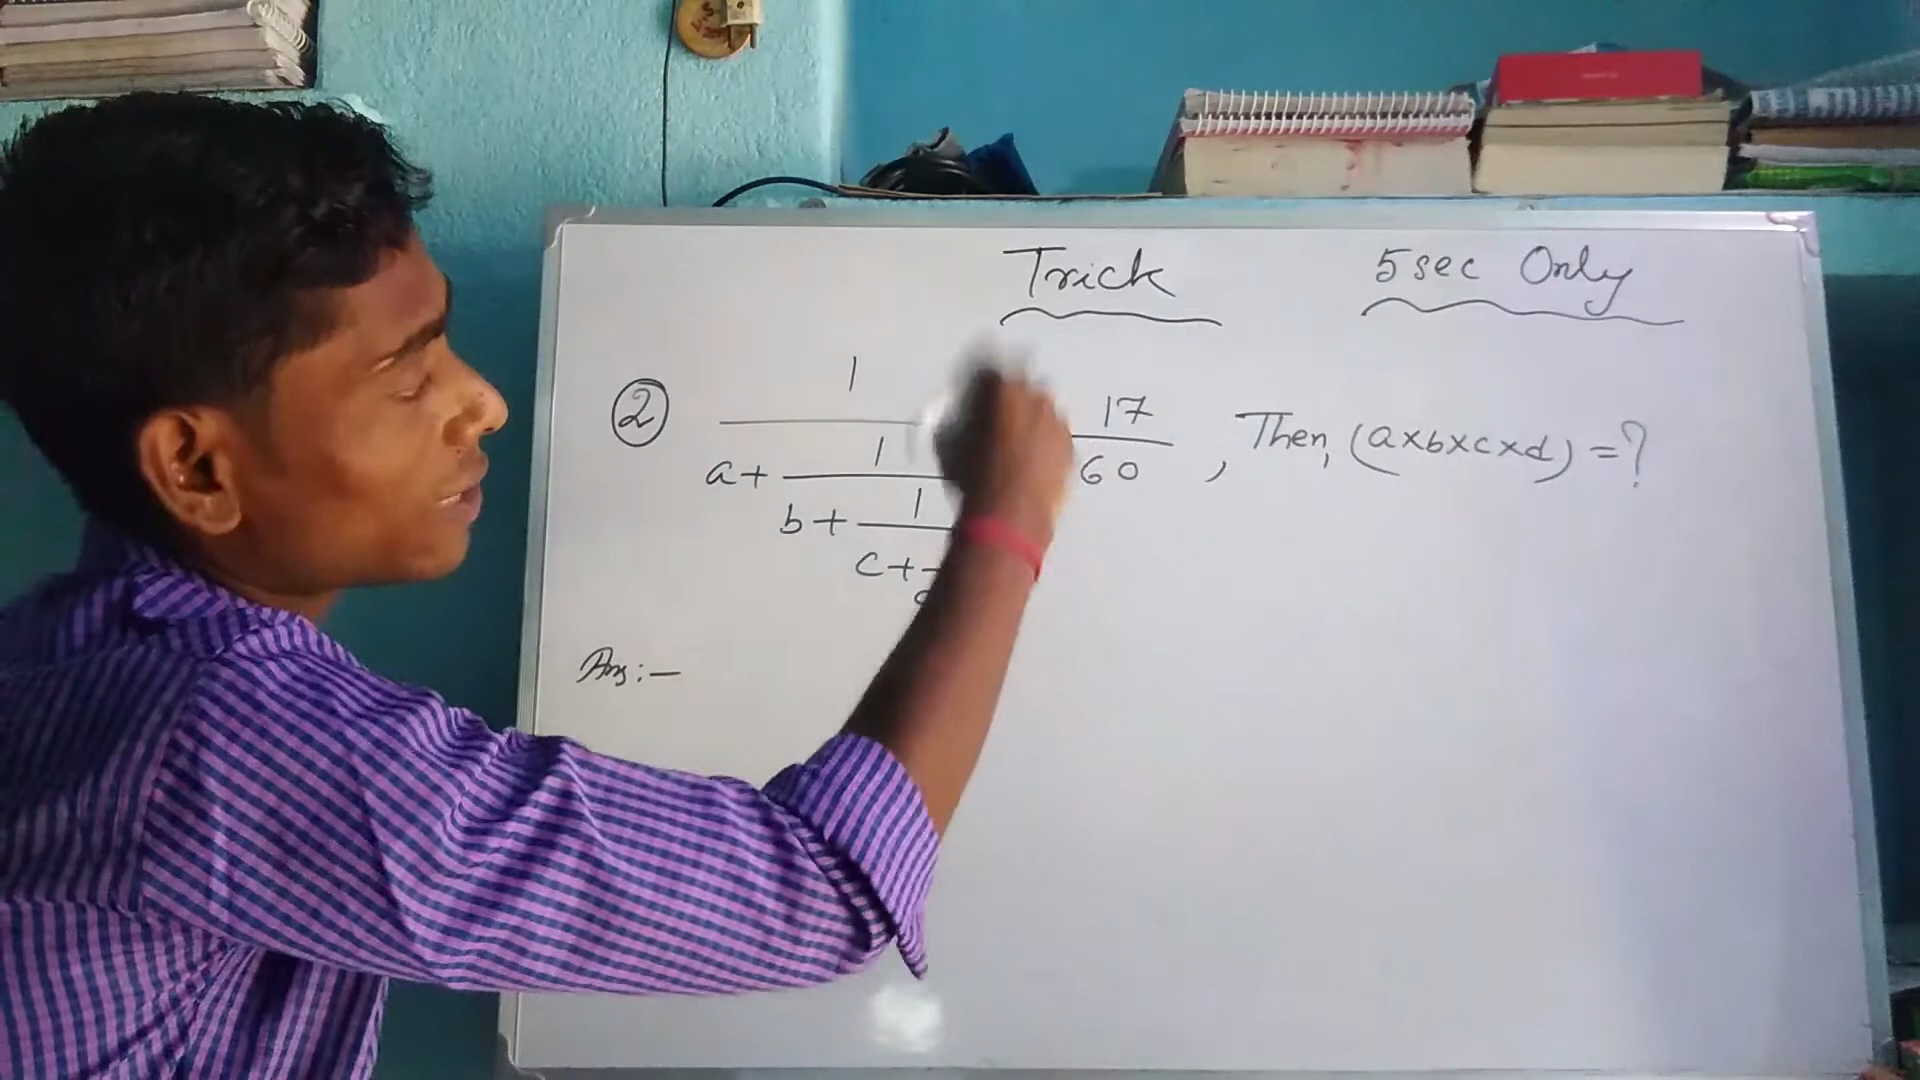 Trick 5sec Only
② 1 17
a+ 1 60 , Then, (a×b×c×d) =?
b+ 1
c+
Ans:-